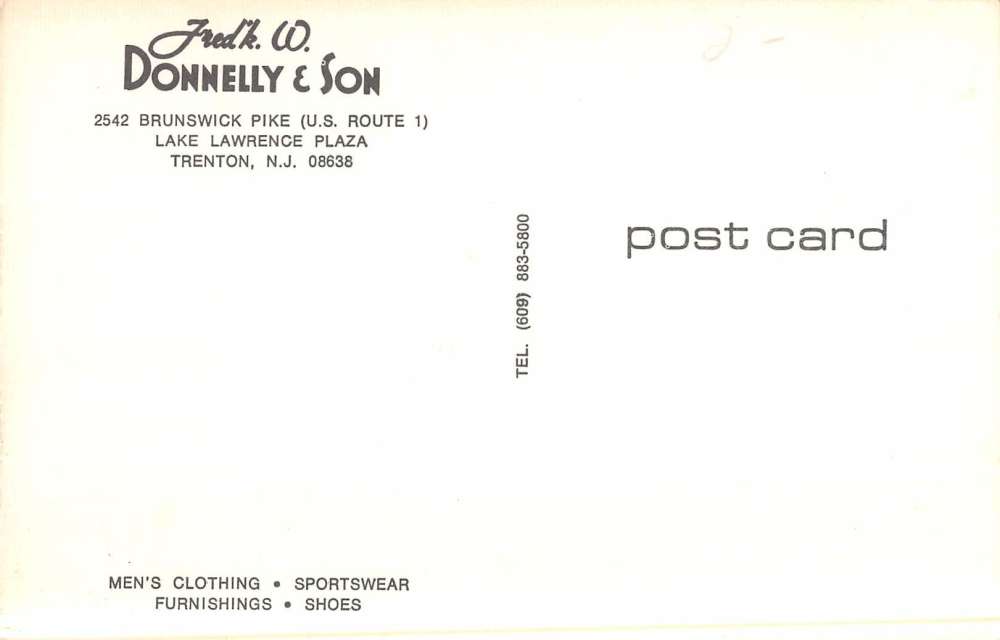 Fred'k. W.
DONNELLY & SON
2542 BRUNSWICK PIKE (U.S. ROUTE 1)
LAKE LAWRENCE PLAZA
TRENTON, N.J. 08638
TEL. (609) 883-5800
post card
MEN'S CLOTHING • SPORTSWEAR
FURNISHINGS • SHOES